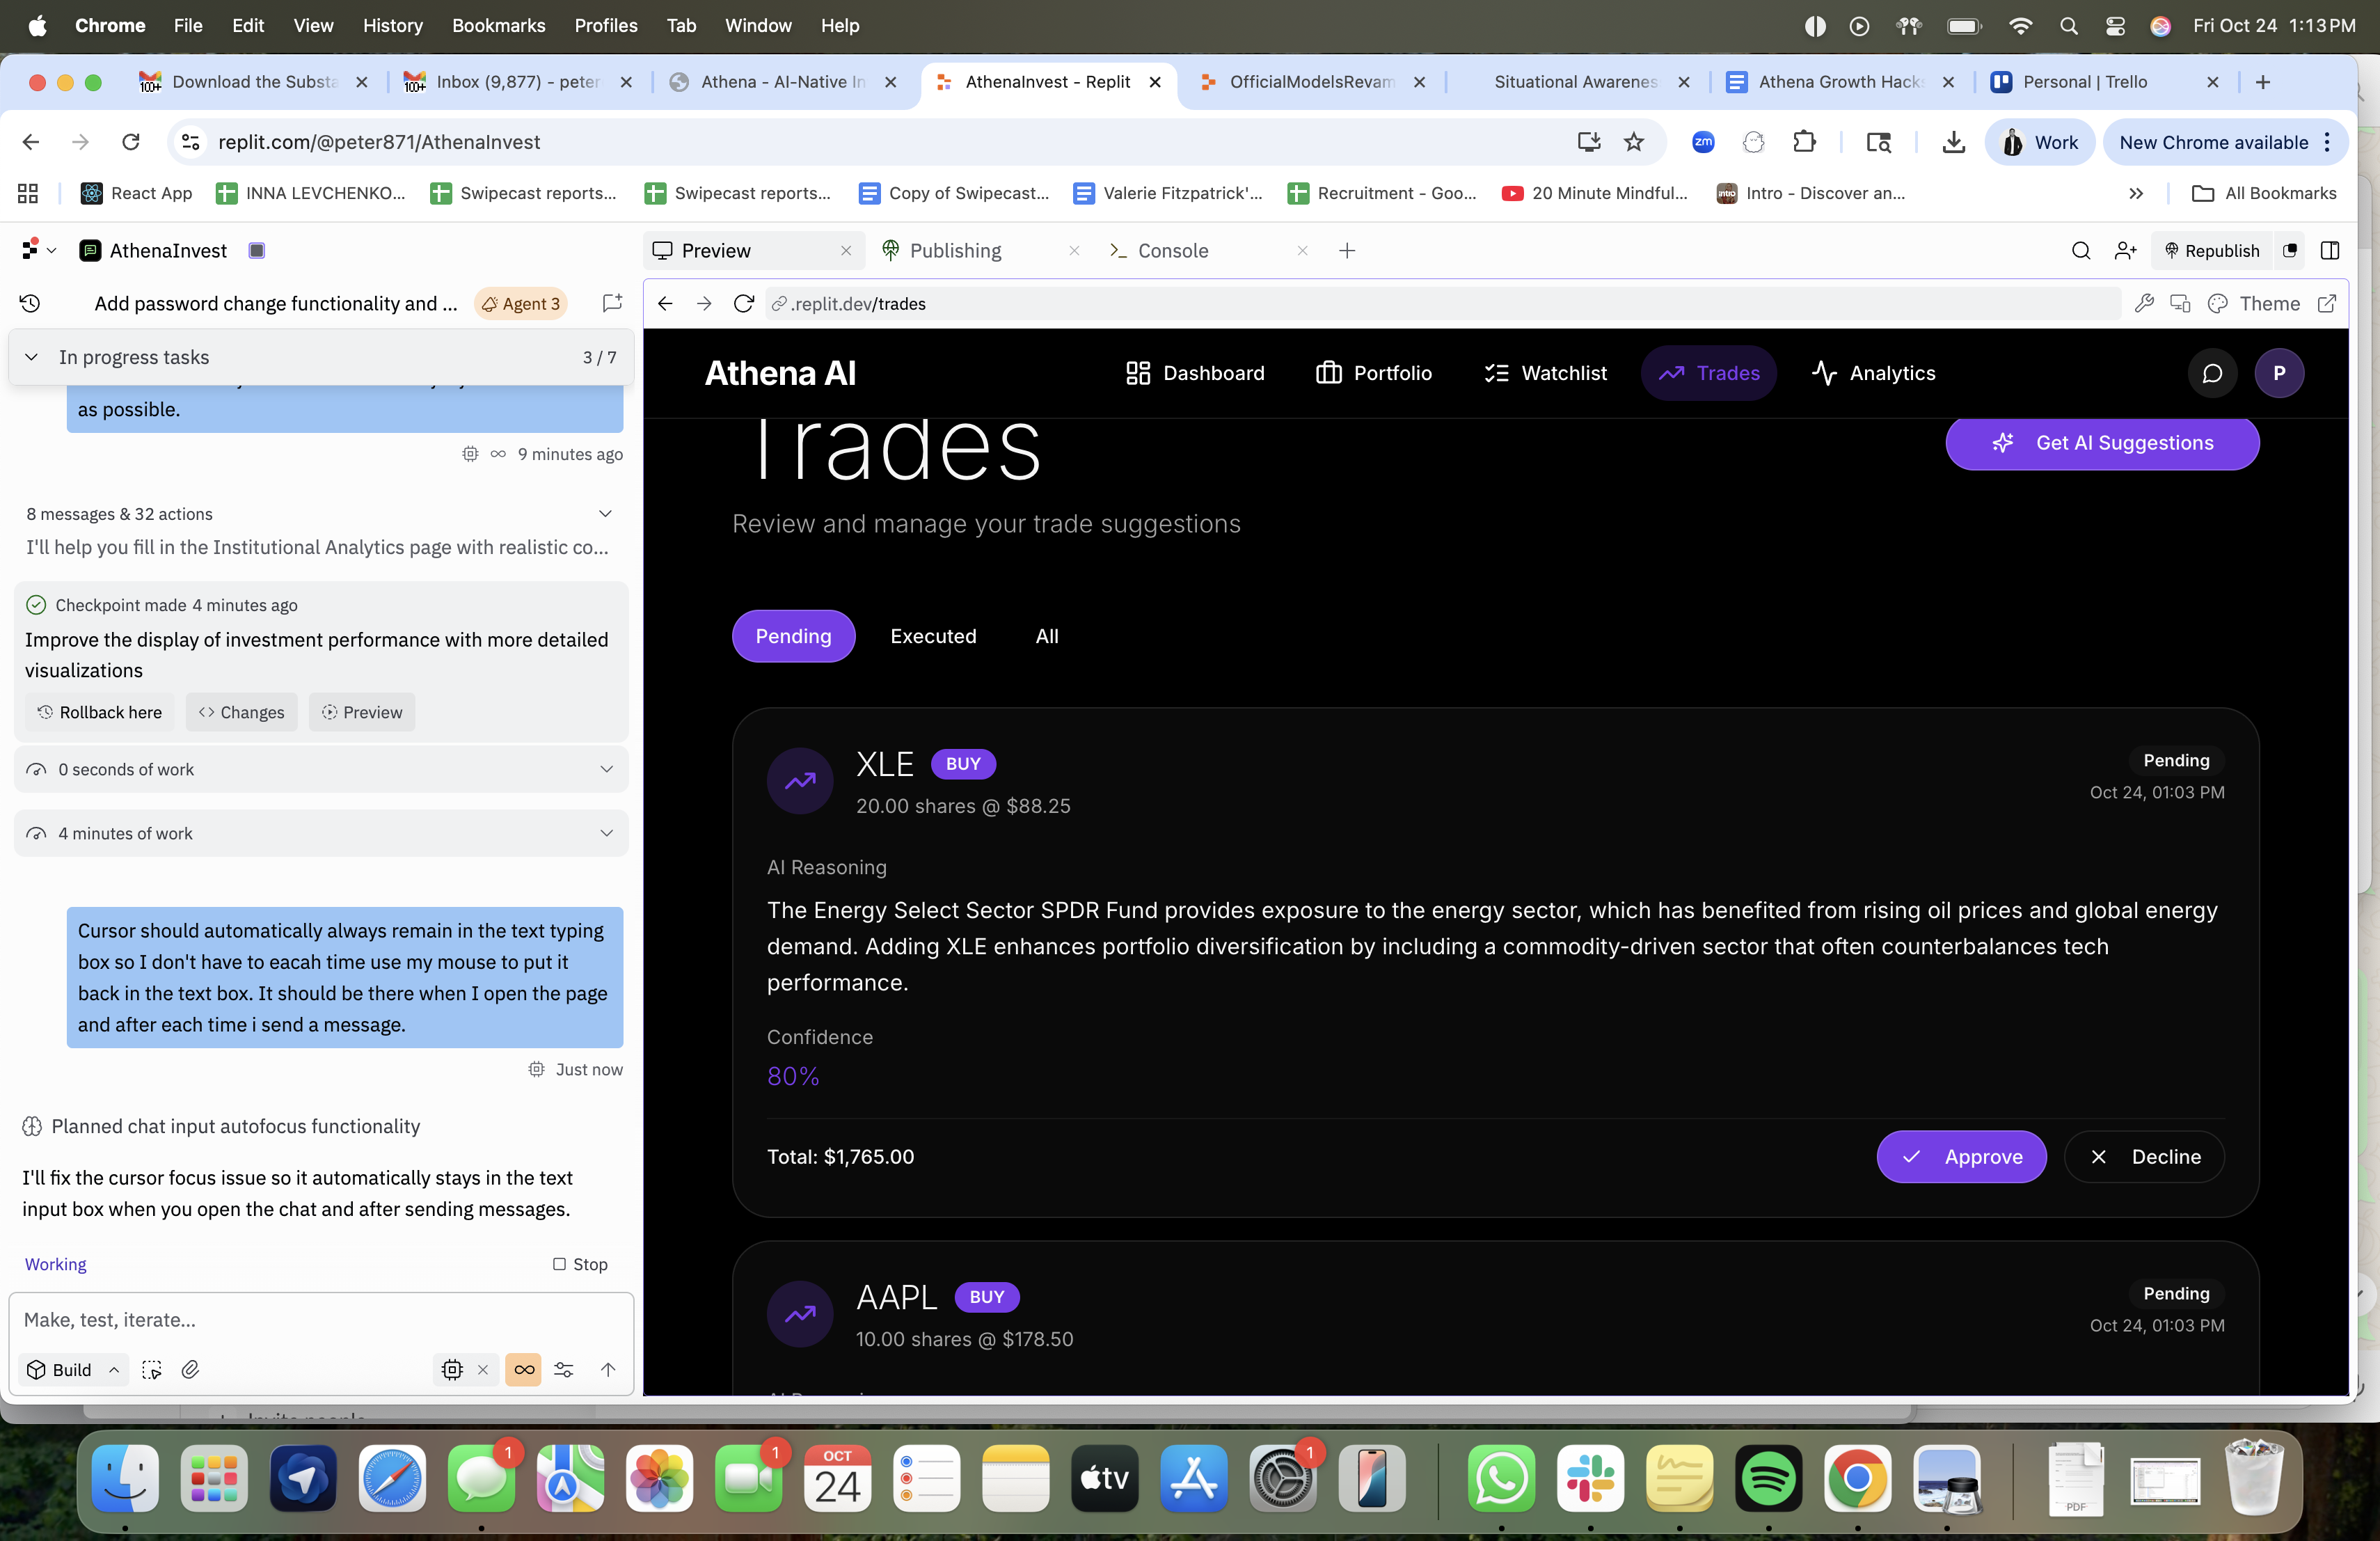 Chrome File Edit View History Bookmarks Profiles Tab Window Help Fri Oct 24 1:13 PM
100+ Download the Substa 100+ Inbox (9,877) - peter Athena - AI-Native In AthenaInvest - Replit OfficialModelsRevam Situational Awarenes Athena Growth Hacks Personal | Trello
replit.com/@peter871/AthenaInvest zm Work New Chrome available
React App INNA LEVCHENKO... Swipecast reports... Swipecast reports... Copy of Swipecast... Valerie Fitzpatrick'... Recruitment - Goo... 20 Minute Mindful... intro Intro - Discover an... All Bookmarks
AthenaInvest Preview Publishing Console Republish
Add password change functionality and ... Agent 3
.replit.dev/trades Theme
In progress tasks 3 / 7
as possible.
9 minutes ago
8 messages & 32 actions
I'll help you fill in the Institutional Analytics page with realistic co...
Checkpoint made 4 minutes ago
Improve the display of investment performance with more detailed
visualizations
Rollback here Changes Preview
0 seconds of work
4 minutes of work
Cursor should automatically always remain in the text typing
box so I don't have to eacah time use my mouse to put it
back in the text box. It should be there when I open the page
and after each time i send a message.
Just now
Planned chat input autofocus functionality
I'll fix the cursor focus issue so it automatically stays in the text
input box when you open the chat and after sending messages.
Working Stop
Make, test, iterate...
Build
Athena AI Dashboard Portfolio Watchlist Trades Analytics P
Trades
Get AI Suggestions
Review and manage your trade suggestions
Pending Executed All
XLE BUY
20.00 shares @ $88.25
Pending
Oct 24, 01:03 PM
AI Reasoning
The Energy Select Sector SPDR Fund provides exposure to the energy sector, which has benefited from rising oil prices and global energy
demand. Adding XLE enhances portfolio diversification by including a commodity-driven sector that often counterbalances tech
performance.
Confidence
80%
Total: $1,765.00
Approve Decline
AAPL BUY
10.00 shares @ $178.50
Pending
Oct 24, 01:03 PM
AI Reasoning
Invite people
1 1 OCT 24 tv 1 PDF